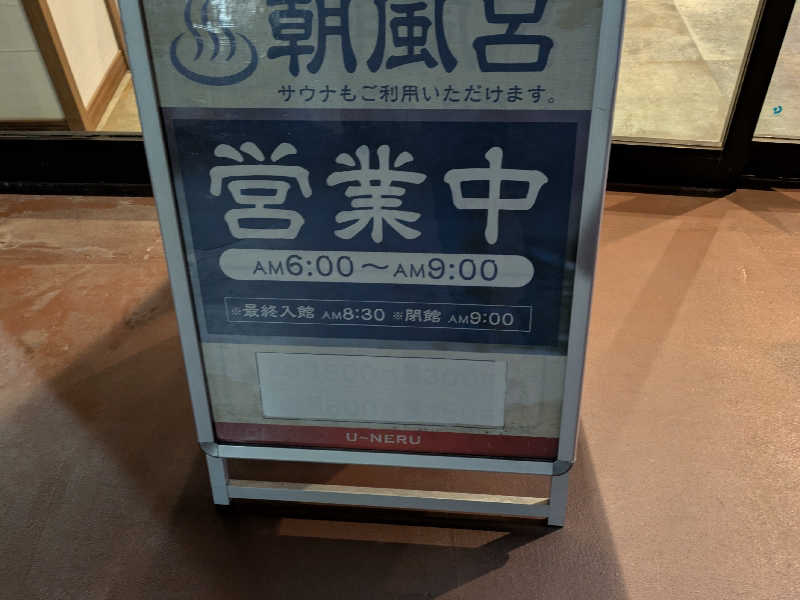 朝風呂
サウナもご利用いただけます。
営業中
AM6:00～AM9:00
※最終入館 AM8:30 ※閉館 AM9:00
U~NERU